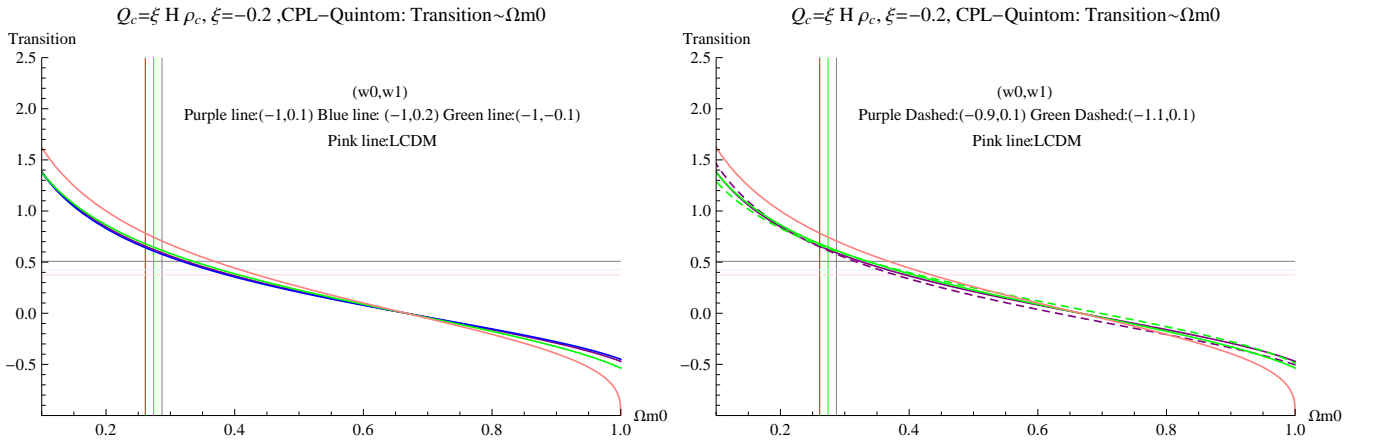 Q_c=ξ H ρ_c, ξ=−0.2 ,CPL−Quintom: Transition~Ωm0
Transition
2.5
2.0
1.5
1.0
0.5
0.0
−0.5
(w0,w1)
Purple line:(−1,0.1) Blue line: (−1,0.2) Green line:(−1,−0.1)
Pink line:LCDM
0.2
0.4
0.6
0.8
1.0
Ωm0
Q_c=ξ H ρ_c, ξ=−0.2, CPL−Quintom: Transition~Ωm0
Transition
2.5
2.0
1.5
1.0
0.5
0.0
−0.5
(w0,w1)
Purple Dashed:(−0.9,0.1) Green Dashed:(−1.1,0.1)
Pink line:LCDM
0.2
0.4
0.6
0.8
1.0
Ωm0